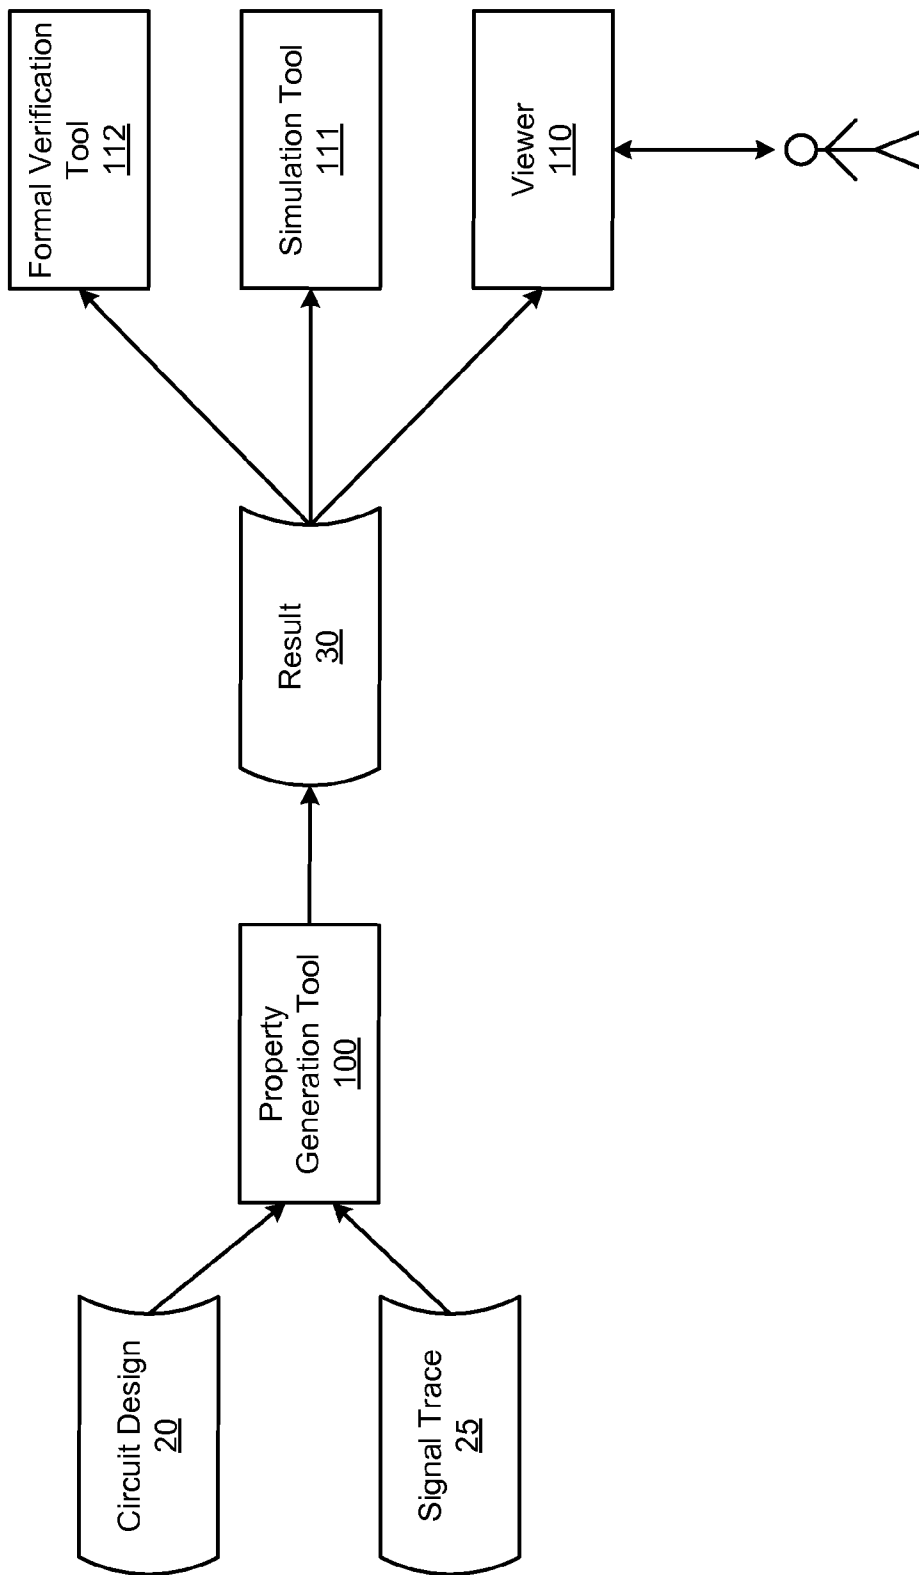 Circuit Design
20
Signal Trace
25
Property
Generation Tool
100
Result
30
Formal Verification
Tool
112
Simulation Tool
111
Viewer
110